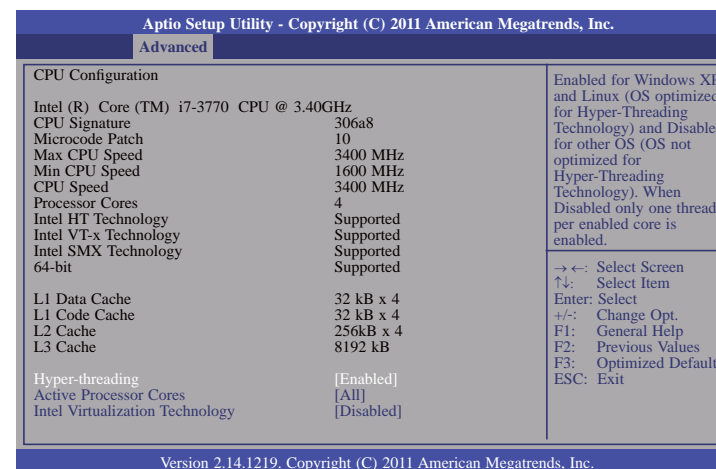 Aptio Setup Utility - Copyright (C) 2011 American Megatrends, Inc.
Advanced
CPU Configuration
Intel (R) Core (TM) i7-3770 CPU @ 3.40GHz
CPU Signature 306a8
Microcode Patch 10
Max CPU Speed 3400 MHz
Min CPU Speed 1600 MHz
CPU Speed 3400 MHz
Processor Cores 4
Intel HT Technology Supported
Intel VT-x Technology Supported
Intel SMX Technology Supported
64-bit Supported
L1 Data Cache 32 kB x 4
L1 Code Cache 32 kB x 4
L2 Cache 256kB x 4
L3 Cache 8192 kB
Hyper-threading [Enabled]
Active Processor Cores [All]
Intel Virtualization Technology [Disabled]
Enabled for Windows XP
and Linux (OS optimized
for Hyper-Threading
Technology) and Disable
for other OS (OS not
optimized for
Hyper-Threading
Technology). When
Disabled only one thread
per enabled core is
enabled.
→←: Select Screen
↑↓: Select Item
Enter: Select
+/-: Change Opt.
F1: General Help
F2: Previous Values
F3: Optimized Default
ESC: Exit
Version 2.14.1219. Copyright (C) 2011 American Megatrends, Inc.